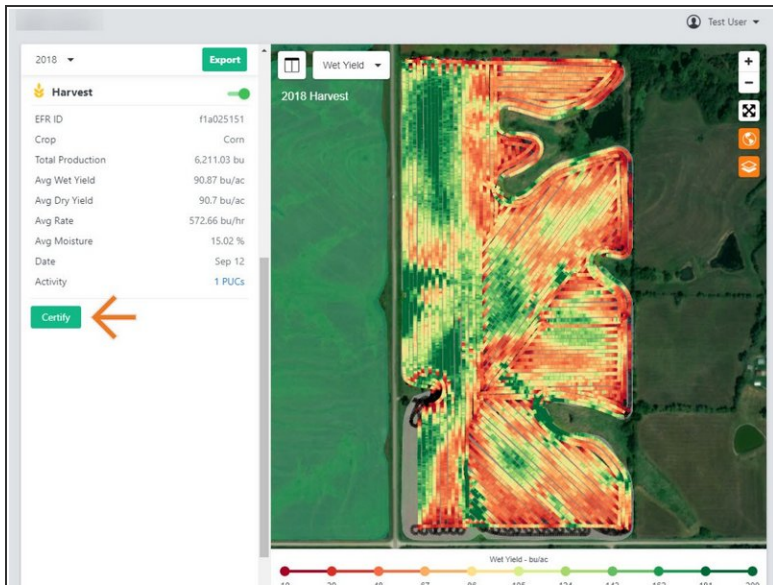 Test User
2018
Export
Wet Yield
+
−
2018 Harvest
Harvest
EFR ID f1a025151
Crop Corn
Total Production 6,211.03 bu
Avg Wet Yield 90.87 bu/ac
Avg Dry Yield 90.7 bu/ac
Avg Rate 572.66 bu/hr
Avg Moisture 15.02 %
Date Sep 12
Activity 1 PUCs
Certify
Wet Yield - bu/ac